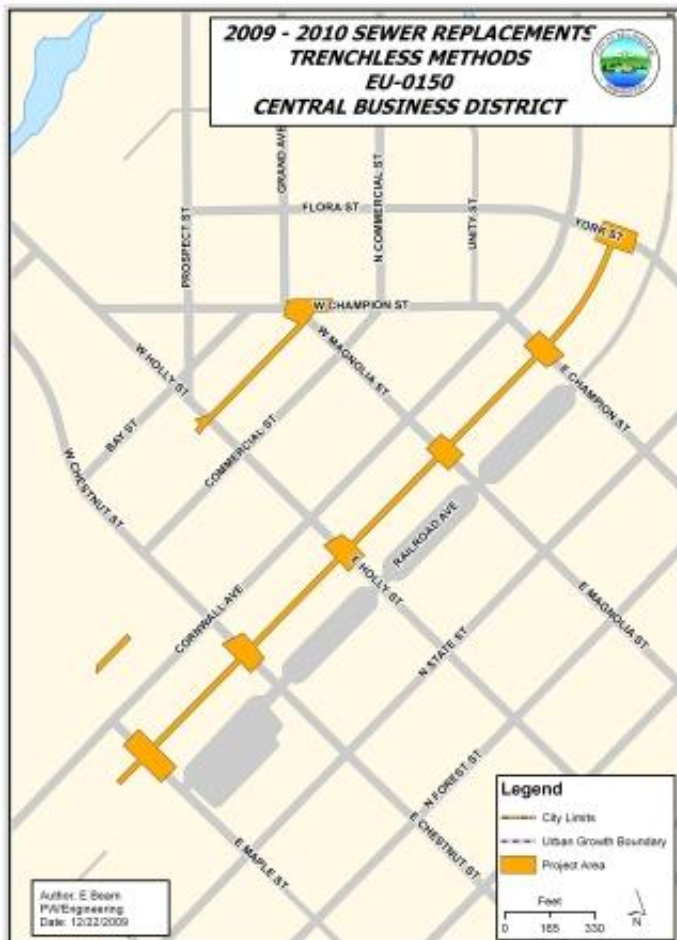 2009 - 2010 SEWER REPLACEMENTS
TRENCHLESS METHODS
EU-0150
CENTRAL BUSINESS DISTRICT
GRAND AVE
N COMMERCIAL ST
UNITY ST
PROSPECT ST
FLORA ST
YORK ST
W CHAMPION ST
W HOLLY ST
W MAGNOLIA ST
E CHAMPION ST
BAY ST
COMMERCIAL ST
W CHESTNUT ST
RAILROAD AVE
E HOLLY ST
CORNWALL AVE
E MAGNOLIA ST
N STATE ST
N FOREST ST
E CHESTNUT ST
E MAPLE ST
Legend
City Limits
Urban Growth Boundary
Project Area
Feet
0 165 330
N
Author: E Beam
PW/Engineering
Date: 12/22/2009